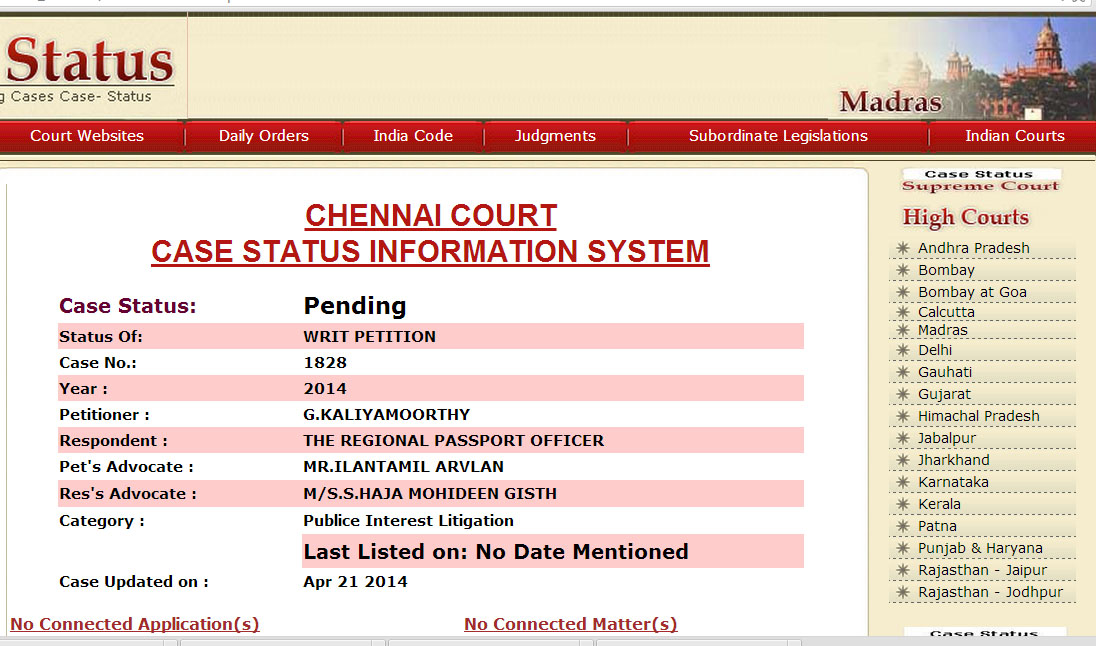 Status
g Cases Case- Status
Madras
Court Websites | Daily Orders | India Code | Judgments | Subordinate Legislations | Indian Courts
CHENNAI COURT
CASE STATUS INFORMATION SYSTEM
Case Status: Pending
Status Of: WRIT PETITION
Case No.: 1828
Year : 2014
Petitioner : G.KALIYAMOORTHY
Respondent : THE REGIONAL PASSPORT OFFICER
Pet's Advocate : MR.ILANTAMIL ARVLAN
Res's Advocate : M/S.S.HAJA MOHIDEEN GISTH
Category : Publice Interest Litigation
Last Listed on: No Date Mentioned
Case Updated on : Apr 21 2014
No Connected Application(s) No Connected Matter(s)
Case Status
Supreme Court
High Courts
Andhra Pradesh
Bombay
Bombay at Goa
Calcutta
Madras
Delhi
Gauhati
Gujarat
Himachal Pradesh
Jabalpur
Jharkhand
Karnataka
Kerala
Patna
Punjab & Haryana
Rajasthan - Jaipur
Rajasthan - Jodhpur
Case Status